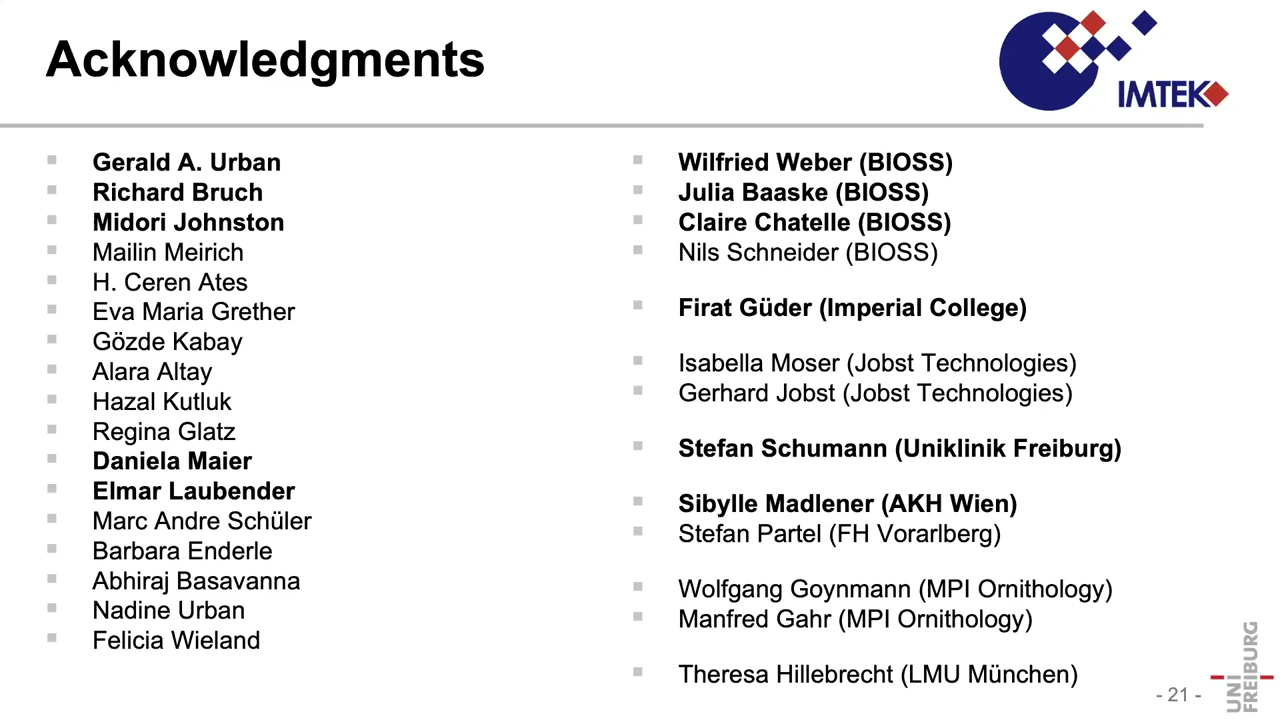 Acknowledgments
IMTEK
Gerald A. Urban
Richard Bruch
Midori Johnston
Mailin Meirich
H. Ceren Ates
Eva Maria Grether
Gözde Kabay
Alara Altay
Hazal Kutluk
Regina Glatz
Daniela Maier
Elmar Laubender
Marc Andre Schüler
Barbara Enderle
Abhiraj Basavanna
Nadine Urban
Felicia Wieland
Wilfried Weber (BIOSS)
Julia Baaske (BIOSS)
Claire Chatelle (BIOSS)
Nils Schneider (BIOSS)
Firat Güder (Imperial College)
Isabella Moser (Jobst Technologies)
Gerhard Jobst (Jobst Technologies)
Stefan Schumann (Uniklinik Freiburg)
Sibylle Madlener (AKH Wien)
Stefan Partel (FH Vorarlberg)
Wolfgang Goynmann (MPI Ornithology)
Manfred Gahr (MPI Ornithology)
Theresa Hillebrecht (LMU München)
- 21 -
UNI
FREIBURG